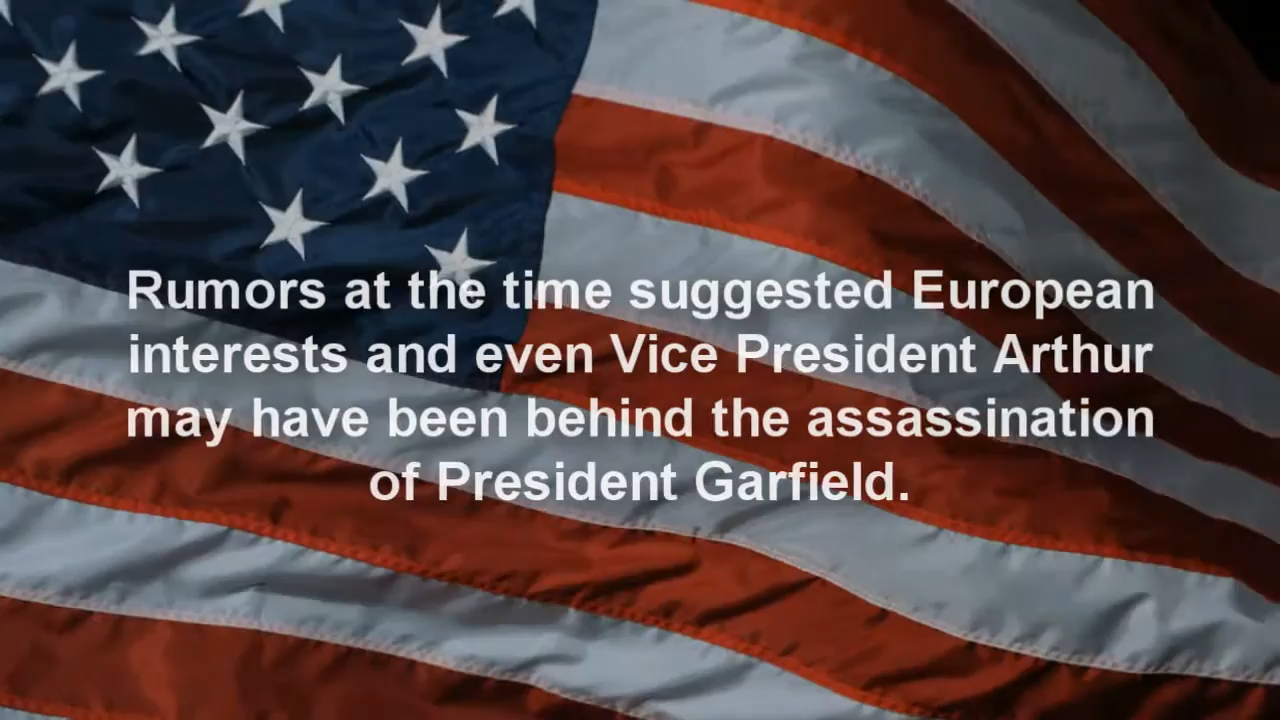 Rumors at the time suggested European
interests and even Vice President Arthur
may have been behind the assassination
of President Garfield.